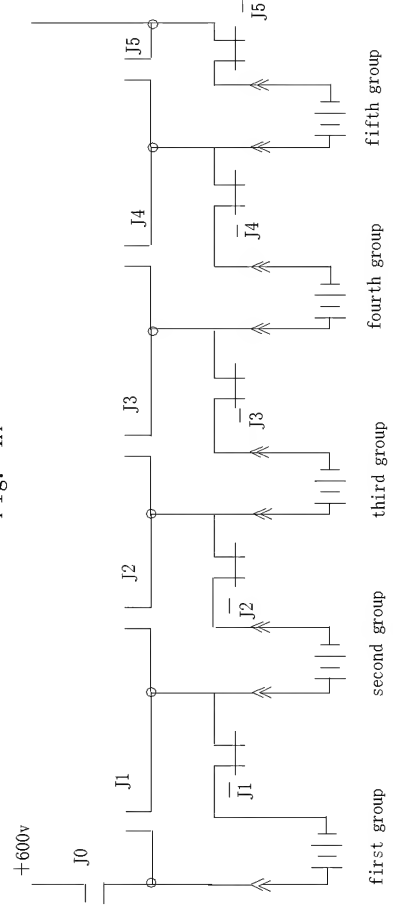 +600v
J0
J1
J2
J3
J4
J5
J̅1
J̅2
J̅3
J̅4
J̅5
first group
second group
third group
fourth group
fifth group